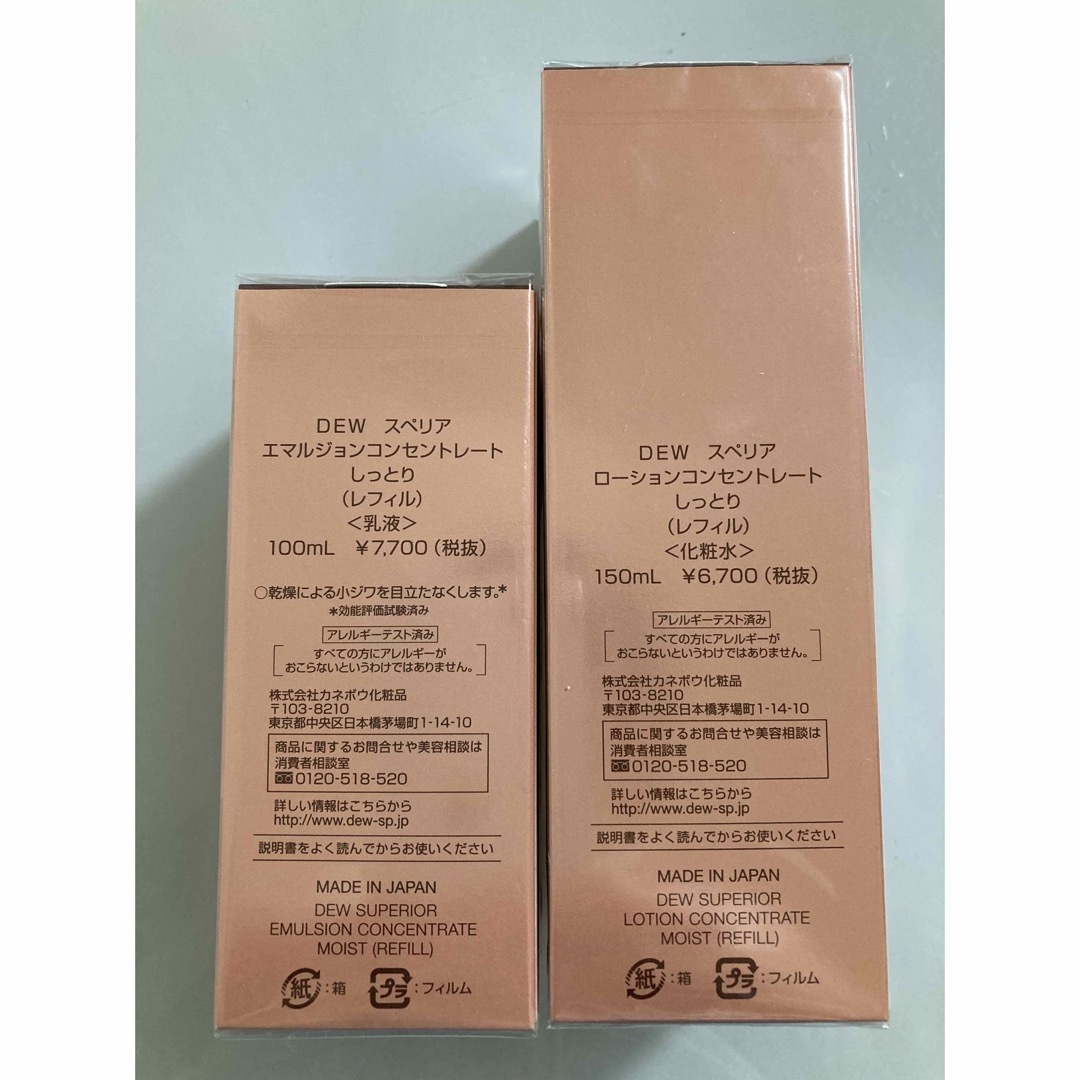 DEW スペリア
エマルジョンコンセントレート
しっとり
(レフィル)
<乳液>
100mL ¥7,700(税抜)
○乾燥による小ジワを目立たなくします。*
*効能評価試験済み
アレルギーテスト済み
すべての方にアレルギーが
おこらないというわけではありません。
株式会社カネボウ化粧品
〒103-8210
東京都中央区日本橋茅場町1-14-10
商品に関するお問合せや美容相談は
消費者相談室
0120-518-520
詳しい情報はこちらから
http://www.dew-sp.jp
説明書をよく読んでからお使いください
MADE IN JAPAN
DEW SUPERIOR
EMULSION CONCENTRATE
MOIST (REFILL)
紙:箱 プラ:フィルム
DEW スペリア
ローションコンセントレート
しっとり
(レフィル)
<化粧水>
150mL ¥6,700(税抜)
アレルギーテスト済み
すべての方にアレルギーが
おこらないというわけではありません。
株式会社カネボウ化粧品
〒103-8210
東京都中央区日本橋茅場町1-14-10
商品に関するお問合せや美容相談は
消費者相談室
0120-518-520
詳しい情報はこちらから
http://www.dew-sp.jp
説明書をよく読んでからお使いください
MADE IN JAPAN
DEW SUPERIOR
LOTION CONCENTRATE
MOIST (REFILL)
紙:箱 プラ:フィルム